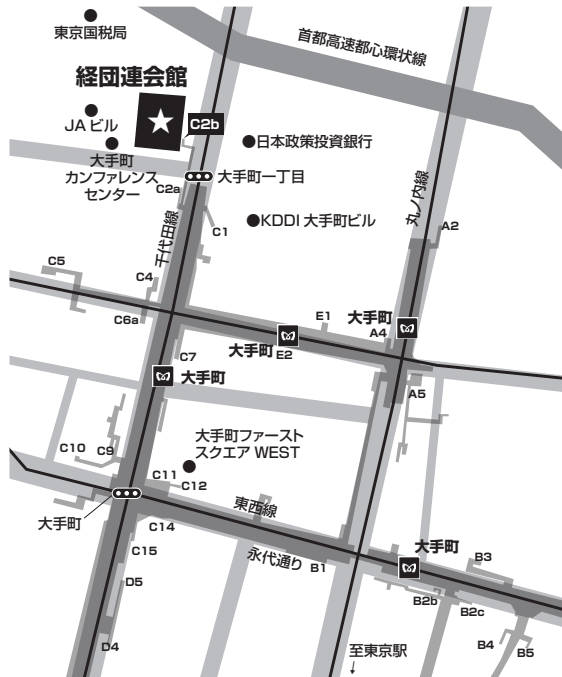 東京国税局
首都高速都心環状線
経団連会館
JAビル
C2b
日本政策投資銀行
大手町
カンファレンス
センター
大手町一丁目
C2a
丸ノ内線
KDDI 大手町ビル
A2
C1
千代田線
C5
C4
C6a
E1
大手町
A4
大手町
E2
C7
大手町
A5
大手町ファースト
スクエア WEST
C10
C9
C11
C12
大手町
東西線
C14
永代通り
C15
B1
大手町
B3
D5
B2b
B2c
B4
B5
D4
至東京駅
↓